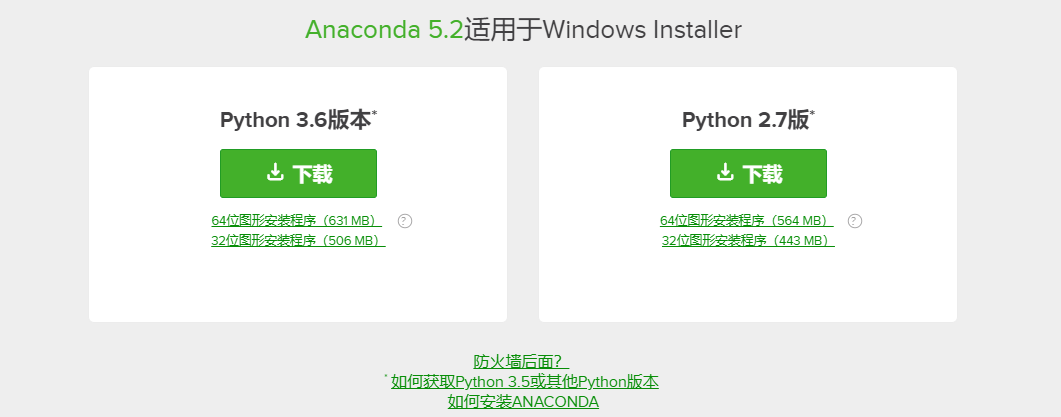 Anaconda 5.2适用于Windows Installer
Python 3.6版本*
下载
64位图形安装程序（631 MB） ?
32位图形安装程序（506 MB）
Python 2.7版*
下载
64位图形安装程序（564 MB） ?
32位图形安装程序（443 MB）
防火墙后面?
* 如何获取Python 3.5或其他Python版本
如何安装ANACONDA